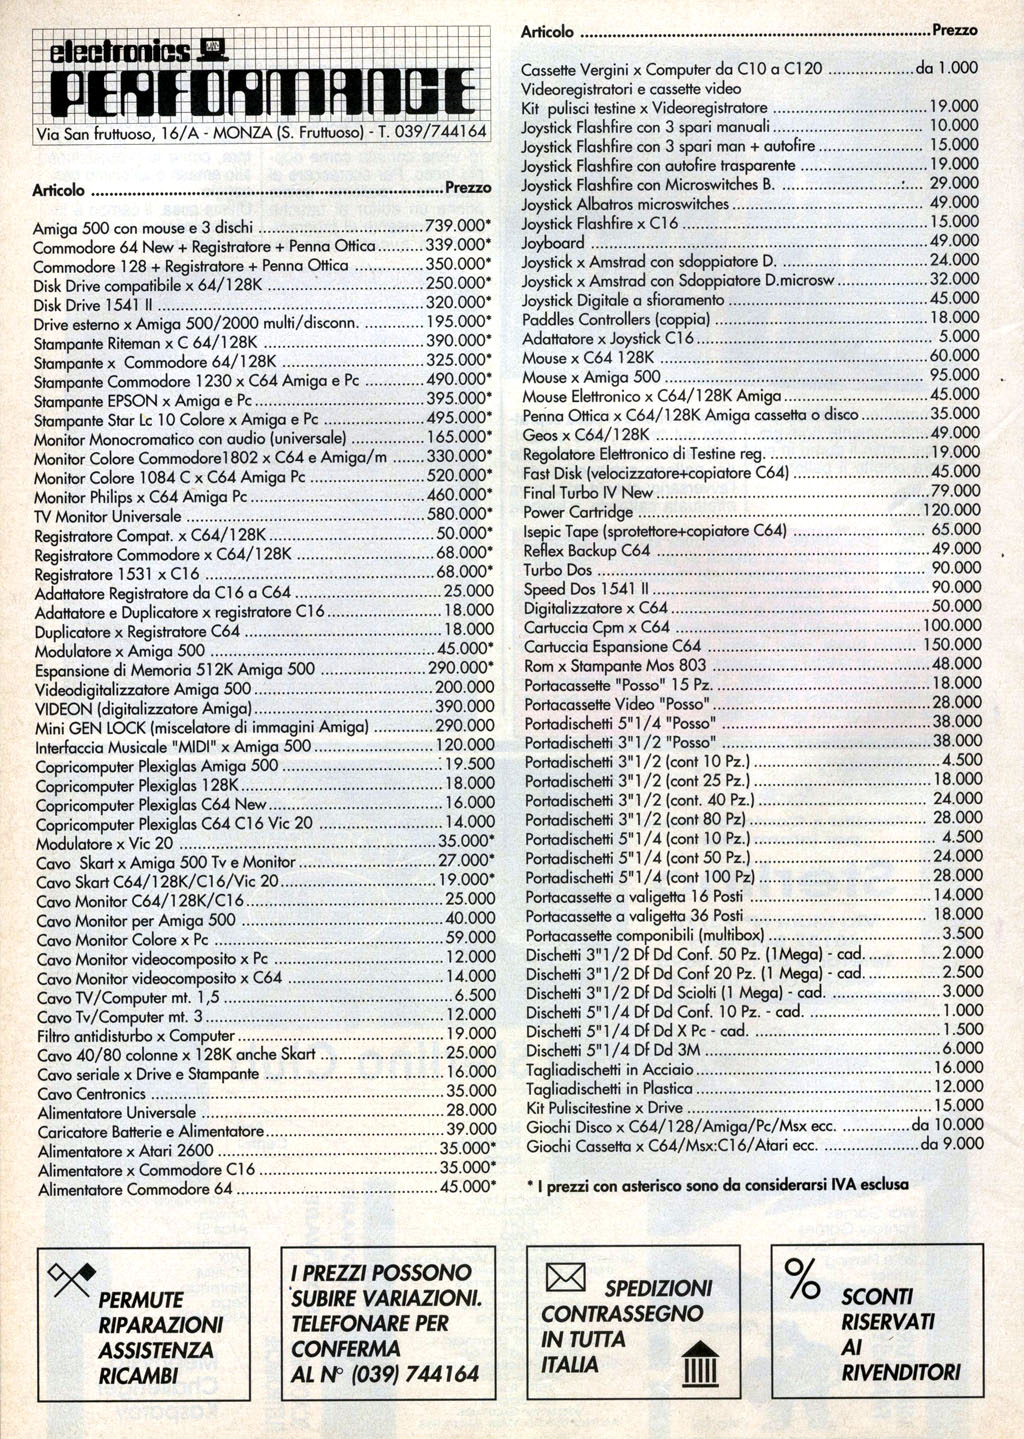 electronics
PERFORMANCE
Via San fruttuoso, 16/A - MONZA (S. Fruttuoso) - T. 039/744164
Articolo ........ Prezzo
Amiga 500 con mouse e 3 dischi ........ 739.000*
Commodore 64 New + Registratore + Penna Ottica ........ 339.000*
Commodore 128 + Registratore + Penna Ottica ........ 350.000*
Disk Drive compatibile x 64/128K ........ 250.000*
Disk Drive 1541 II ........ 320.000*
Drive esterno x Amiga 500/2000 multi/disconn. ........ 195.000*
Stampante Riteman x C 64/128K ........ 390.000*
Stampante x Commodore 64/128K ........ 325.000*
Stampante Commodore 1230 x C64 Amiga e Pc ........ 490.000*
Stampante EPSON x Amiga e Pc ........ 395.000*
Stampante Star Lc 10 Colore x Amiga e Pc ........ 495.000*
Monitor Monocromatico con audio (universale) ........ 165.000*
Monitor Colore Commodore1802 x C64 e Amiga/m ........ 330.000*
Monitor Colore 1084 C x C64 Amiga Pc ........ 520.000*
Monitor Philips x C64 Amiga Pc ........ 460.000*
TV Monitor Universale ........ 580.000*
Registratore Compat. x C64/128K ........ 50.000*
Registratore Commodore x C64/128K ........ 68.000*
Registratore 1531 x C16 ........ 68.000*
Adattatore Registratore da C16 a C64 ........ 25.000
Adattatore e Duplicatore x registratore C16 ........ 18.000
Duplicatore x Registratore C64 ........ 18.000
Modulatore x Amiga 500 ........ 45.000*
Espansione di Memoria 512K Amiga 500 ........ 290.000*
Videodigitalizzatore Amiga 500 ........ 200.000
VIDEON (digitalizzatore Amiga) ........ 390.000
Mini GEN LOCK (miscelatore di immagini Amiga) ........ 290.000
Interfaccia Musicale "MIDI" x Amiga 500 ........ 120.000
Copricomputer Plexiglas Amiga 500 ........ 19.500
Copricomputer Plexiglas 128K ........ 18.000
Copricomputer Plexiglas C64 New ........ 16.000
Copricomputer Plexiglas C64 C16 Vic 20 ........ 14.000
Modulatore x Vic 20 ........ 35.000*
Cavo Skart x Amiga 500 Tv e Monitor ........ 27.000*
Cavo Skart C64/128K/C16/Vic 20 ........ 19.000*
Cavo Monitor C64/128K/C16 ........ 25.000
Cavo Monitor per Amiga 500 ........ 40.000
Cavo Monitor Colore x Pc ........ 59.000
Cavo Monitor videocomposito x Pc ........ 12.000
Cavo Monitor videocomposito x C64 ........ 14.000
Cavo TV/Computer mt. 1,5 ........ 6.500
Cavo Tv/Computer mt. 3 ........ 12.000
Filtro antidisturbo x Computer ........ 19.000
Cavo 40/80 colonne x 128K anche Skart ........ 25.000
Cavo seriale x Drive e Stampante ........ 16.000
Cavo Centronics ........ 35.000
Alimentatore Universale ........ 28.000
Caricatore Batterie e Alimentatore ........ 39.000
Alimentatore x Atari 2600 ........ 35.000*
Alimentatore x Commodore C16 ........ 35.000*
Alimentatore Commodore 64 ........ 45.000*
Articolo ........ Prezzo
Cassette Vergini x Computer da C10 a C120 ........ da 1.000
Videoregistratori e cassette video
Kit pulisci testine x Videoregistratore ........ 19.000
Joystick Flashfire con 3 spari manuali ........ 10.000
Joystick Flashfire con 3 spari man + autofire ........ 15.000
Joystick Flashfire con autofire trasparente ........ 19.000
Joystick Flashfire con Microswitches B. ........ 29.000
Joystick Albatros microswitches ........ 49.000
Joystick Flashfire x C16 ........ 15.000
Joyboard ........ 49.000
Joystick x Amstrad con sdoppiatore D. ........ 24.000
Joystick x Amstrad con Sdoppiatore D.microsw ........ 32.000
Joystick Digitale a sfioramento ........ 45.000
Paddles Controllers (coppia) ........ 18.000
Adattatore x Joystick C16 ........ 5.000
Mouse x C64 128K ........ 60.000
Mouse x Amiga 500 ........ 95.000
Mouse Elettronico x C64/128K Amiga ........ 45.000
Penna Ottica x C64/128K Amiga cassetta o disco ........ 35.000
Geos x C64/128K ........ 49.000
Regolatore Elettronico di Testine reg. ........ 19.000
Fast Disk (velocizzatore+copiatore C64) ........ 45.000
Final Turbo IV New ........ 79.000
Power Cartridge ........ 120.000
Isepic Tape (sprotettore+copiatore C64) ........ 65.000
Reflex Backup C64 ........ 49.000
Turbo Dos ........ 90.000
Speed Dos 1541 II ........ 90.000
Digitalizzatore x C64 ........ 50.000
Cartuccia Cpm x C64 ........ 100.000
Cartuccia Espansione C64 ........ 150.000
Rom x Stampante Mos 803 ........ 48.000
Portacassette "Posso" 15 Pz. ........ 18.000
Portacassette Video "Posso" ........ 28.000
Portadischetti 5"1/4 "Posso" ........ 38.000
Portadischetti 3"1/2 "Posso" ........ 38.000
Portadischetti 3"1/2 (cont 10 Pz.) ........ 4.500
Portadischetti 3"1/2 (cont 25 Pz.) ........ 18.000
Portadischetti 3"1/2 (cont. 40 Pz.) ........ 24.000
Portadischetti 3"1/2 (cont 80 Pz) ........ 28.000
Portadischetti 5"1/4 (cont 10 Pz.) ........ 4.500
Portadischetti 5"1/4 (cont 50 Pz.) ........ 24.000
Portadischetti 5"1/4 (cont 100 Pz) ........ 28.000
Portacassette a valigetta 16 Posti ........ 14.000
Portacassette a valigetta 36 Posti ........ 18.000
Portacassette componibili (multibox) ........ 3.500
Dischetti 3"1/2 Df Dd Conf. 50 Pz. (1Mega) - cad. ........ 2.000
Dischetti 3"1/2 Df Dd Conf 20 Pz. (1 Mega) - cad. ........ 2.500
Dischetti 3"1/2 Df Dd Sciolti (1 Mega) - cad. ........ 3.000
Dischetti 5"1/4 Df Dd Conf. 10 Pz. - cad. ........ 1.000
Dischetti 5"1/4 Df Dd X Pc - cad. ........ 1.500
Dischetti 5"1/4 Df Dd 3M ........ 6.000
Tagliadischetti in Acciaio ........ 16.000
Tagliadischetti in Plastica ........ 12.000
Kit Puliscitestine x Drive ........ 15.000
Giochi Disco x C64/128/Amiga/Pc/Msx ecc. ........ da 10.000
Giochi Cassetta x C64/Msx:C16/Atari ecc. ........ da 9.000
* I prezzi con asterisco sono da considerarsi IVA esclusa
PERMUTE
RIPARAZIONI
ASSISTENZA
RICAMBI
I PREZZI POSSONO
SUBIRE VARIAZIONI.
TELEFONARE PER
CONFERMA
AL N° (039) 744164
SPEDIZIONI
CONTRASSEGNO
IN TUTTA
ITALIA
%
SCONTI
RISERVATI
AI
RIVENDITORI